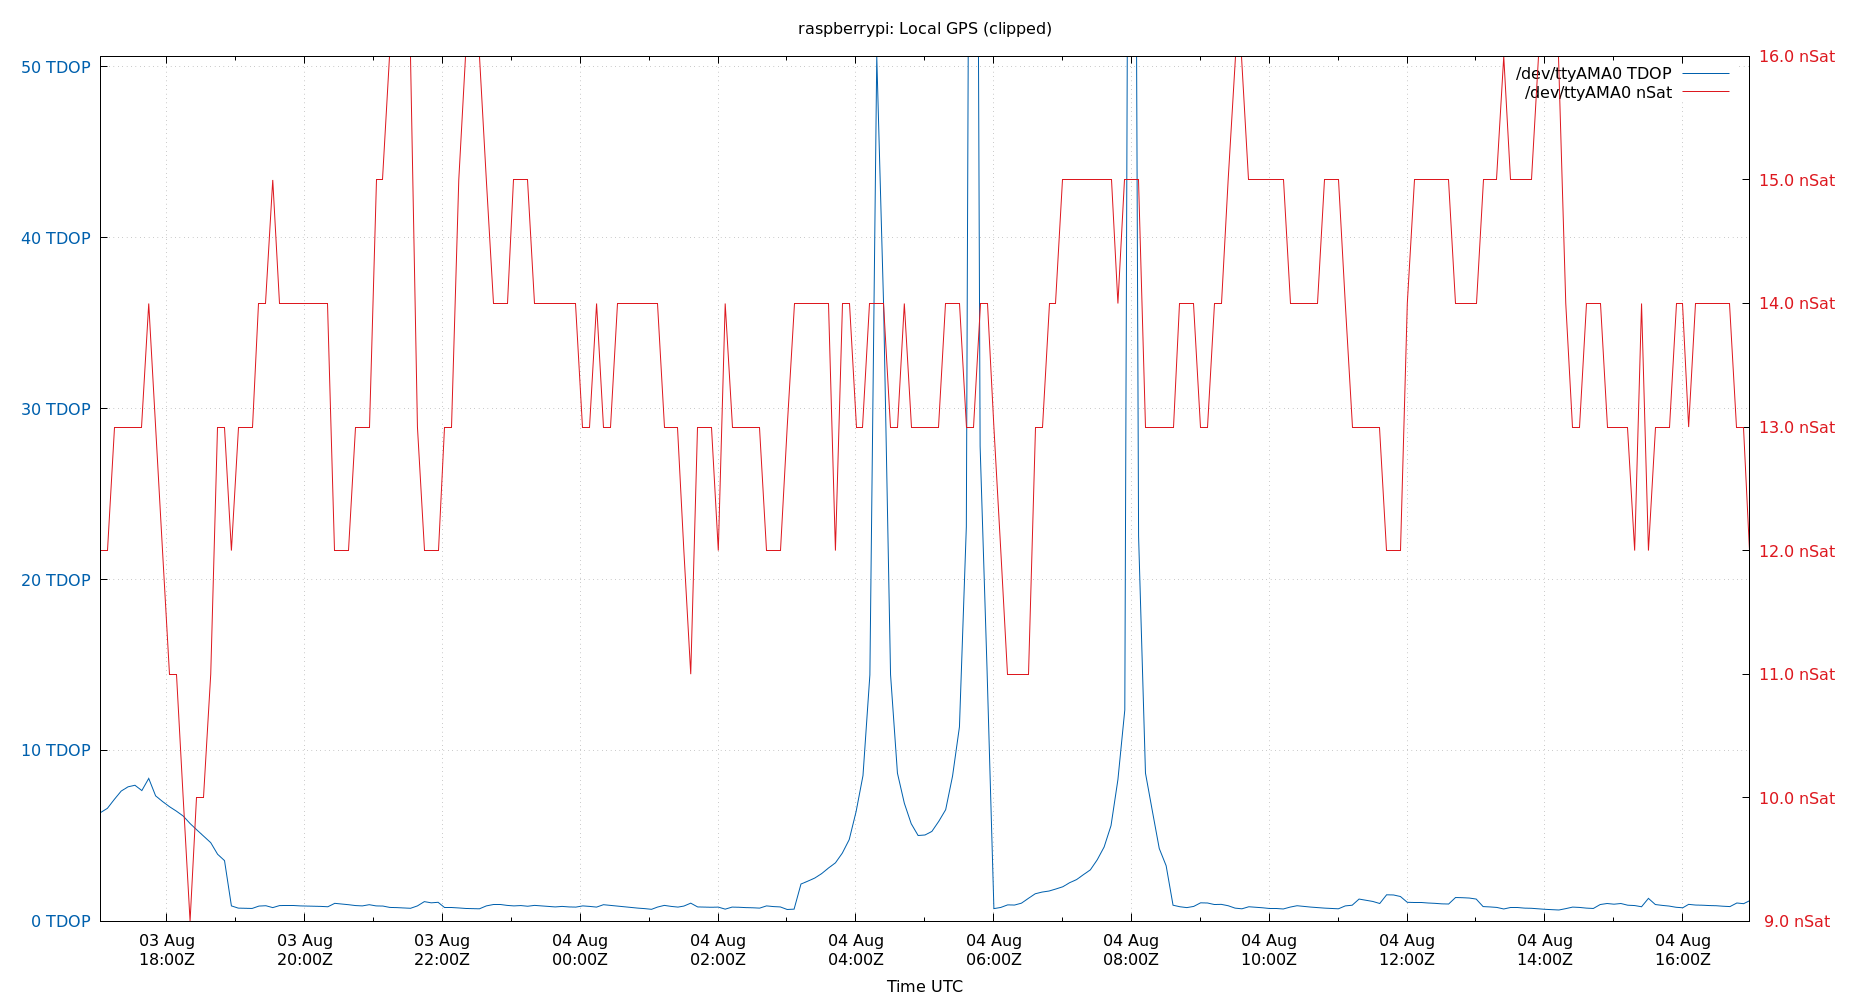 raspberrypi: Local GPS (clipped)
50 TDOP
40 TDOP
30 TDOP
20 TDOP
10 TDOP
0 TDOP
16.0 nSat
15.0 nSat
14.0 nSat
13.0 nSat
12.0 nSat
11.0 nSat
10.0 nSat
9.0 nSat
/dev/ttyAMA0 TDOP
/dev/ttyAMA0 nSat
03 Aug 03 Aug 03 Aug 04 Aug 04 Aug 04 Aug 04 Aug 04 Aug 04 Aug 04 Aug 04 Aug 04 Aug
18:00Z 20:00Z 22:00Z 00:00Z 02:00Z 04:00Z 06:00Z 08:00Z 10:00Z 12:00Z 14:00Z 16:00Z
Time UTC